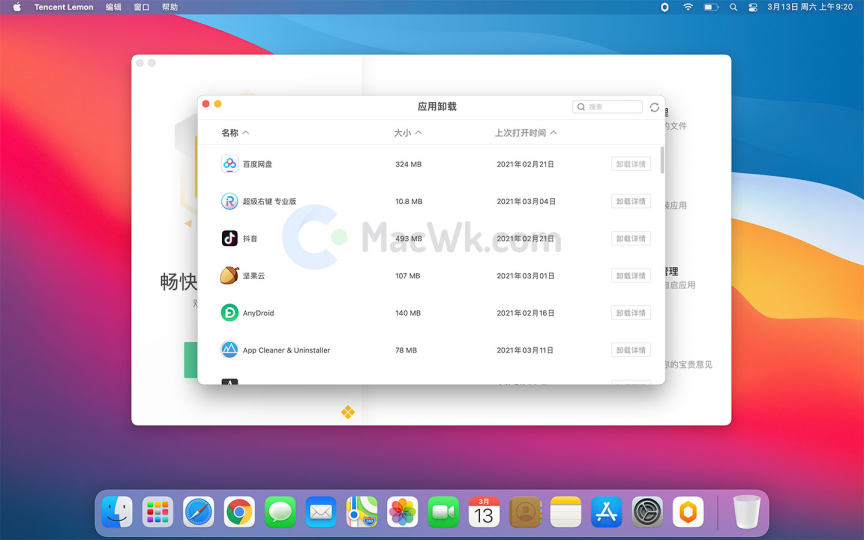 Tencent Lemon 编辑 窗口 帮助 3月13日 周六 上午9:20
应用卸载 搜索
名称 大小 上次打开时间
百度网盘 324 MB 2021年02月21日 卸载详情
超级右键 专业版 10.8 MB 2021年03月04日 卸载详情
抖音 493 MB 2021年02月21日 卸载详情
MacWk.com
坚果云 107 MB 2021年03月01日 卸载详情
AnyDroid 140 MB 2021年02月16日 卸载详情
App Cleaner & Uninstaller 78 MB 2021年03月11日 卸载详情
畅快
的文件
应用
管理
自启应用
你的宝贵意见
3月
13